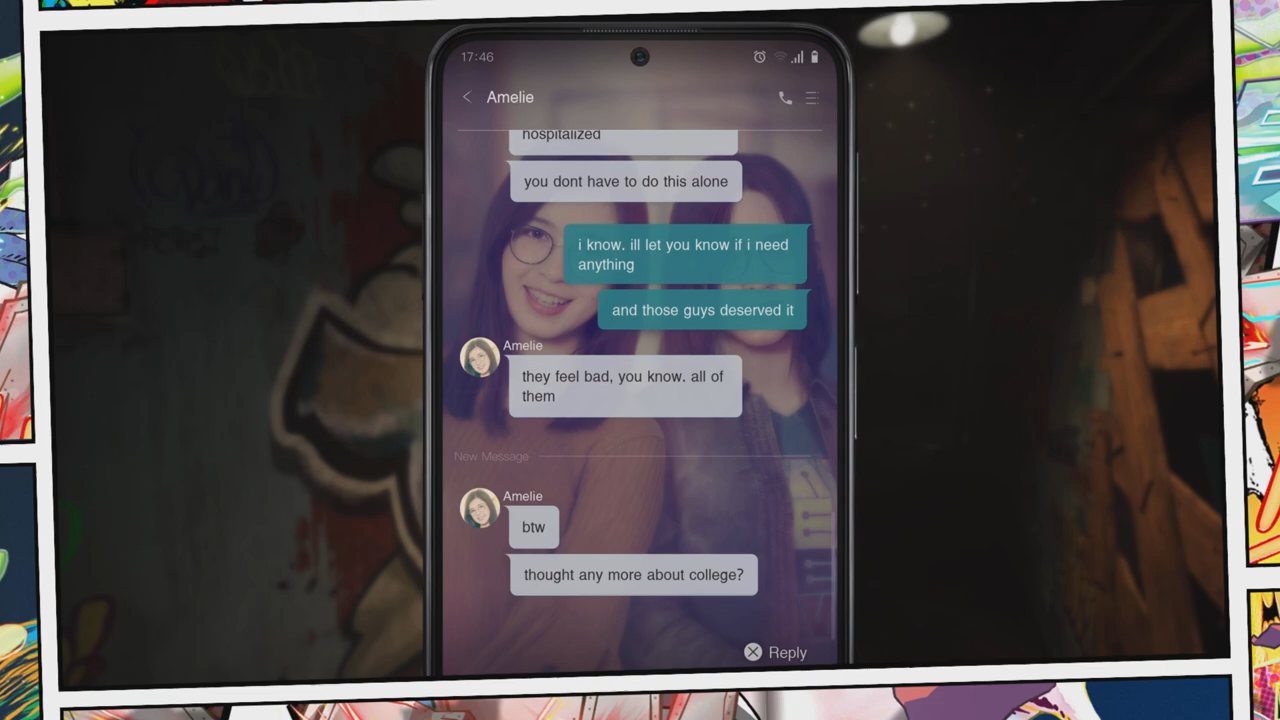 17:46
Amelie
hospitalized
you dont have to do this alone
i know. ill let you know if i need
anything
and those guys deserved it
Amelie
they feel bad, you know. all of
them
New Message
Amelie
btw
thought any more about college?
Reply